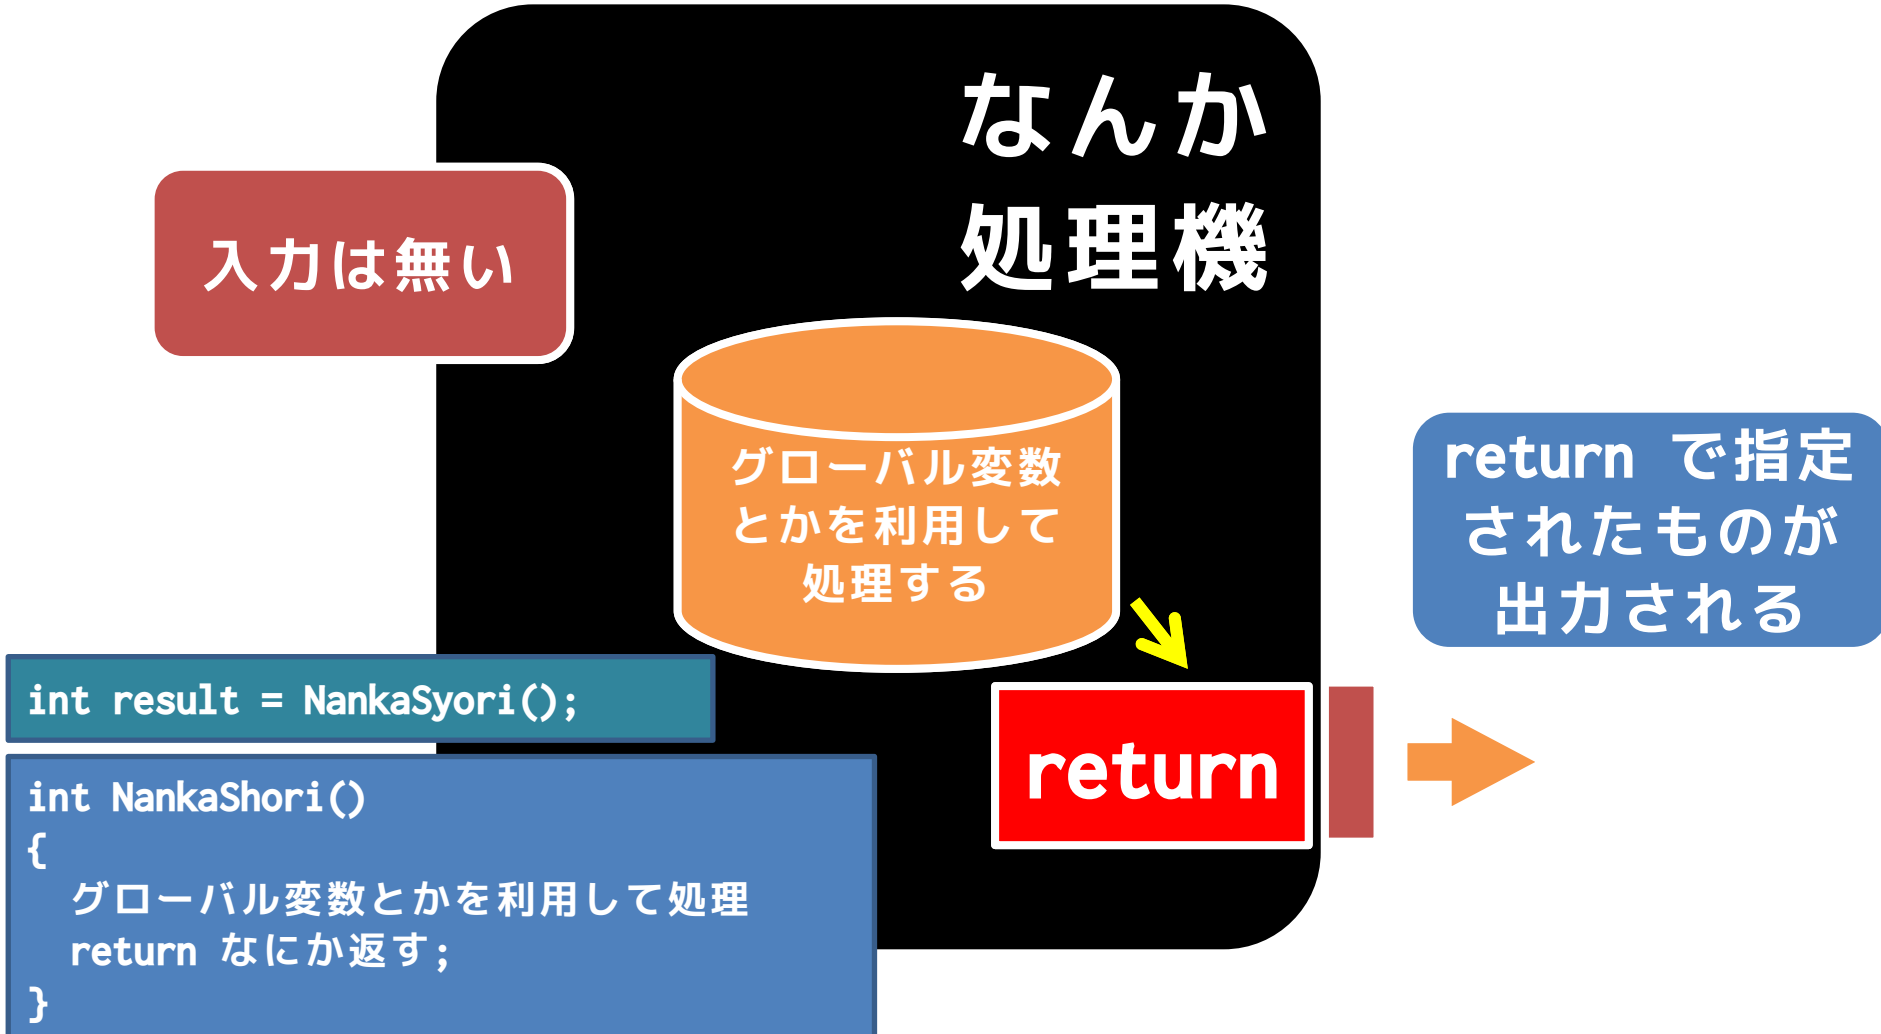 なんか
処理機
入力は無い
グローバル変数
とかを利用して
処理する
return で指定
されたものが
出力される
return
int result = NankaSyori();
int NankaShori()
{
グローバル変数とかを利用して処理
return なにか返す;
}